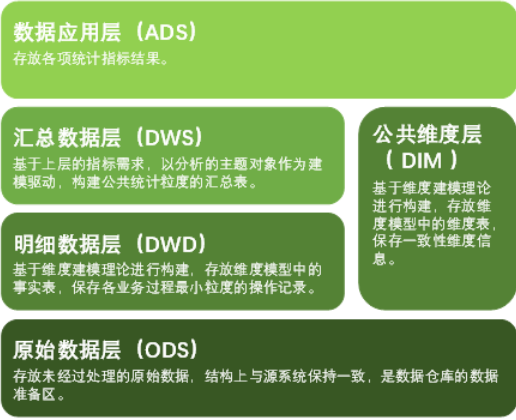 数据应用层（ADS）
存放各项统计指标结果。
汇总数据层（DWS）
基于上层的指标需求，以分析的主题对象作为建
模驱动，构建公共统计粒度的汇总表。
公共维度层
（ DIM ）
基于维度建模理论
进行构建，存放维
度模型中的维度表，
保存一致性维度信
息。
明细数据层（DWD）
基于维度建模理论进行构建，存放维度模型中的
事实表，保存各业务过程最小粒度的操作记录。
原始数据层（ODS）
存放未经过处理的原始数据，结构上与源系统保持一致，是数据仓库的数据
准备区。